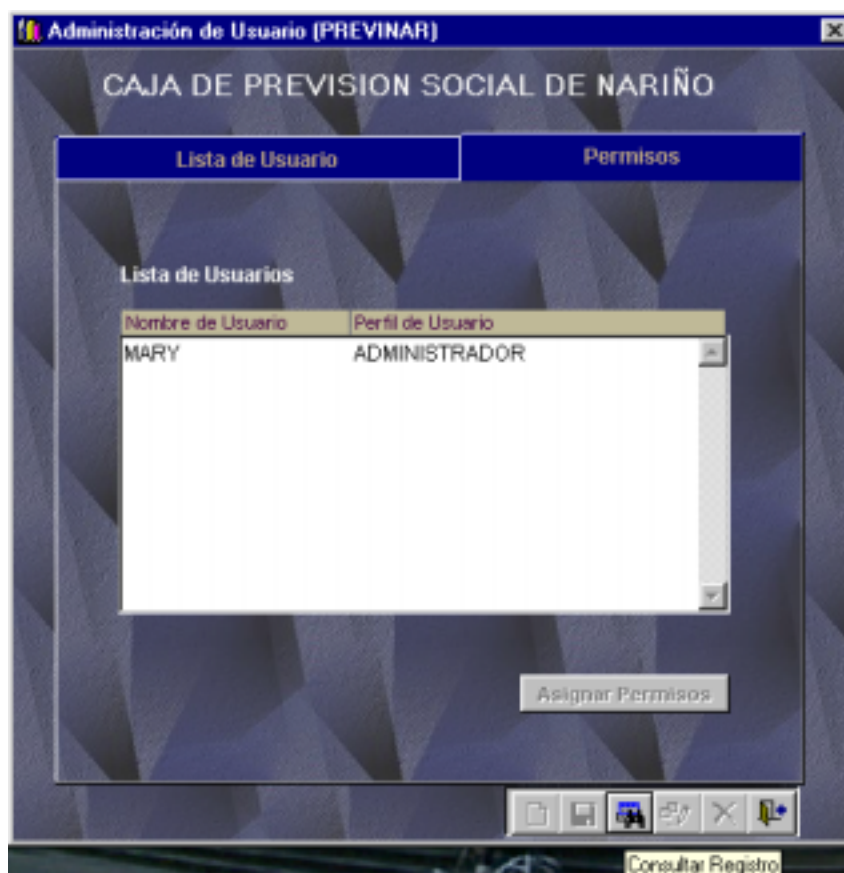 Administración de Usuario (PREVINAR)
CAJA DE PREVISION SOCIAL DE NARIÑO
Lista de Usuario
Permisos
Lista de Usuarios
Nombre de Usuario Perfil de Usuario
MARY ADMINISTRADOR
Asignar Permisos
Consultar Registro